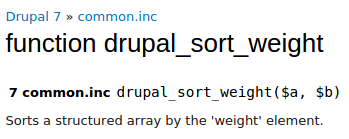 Drupal 7 » common.inc
function drupal_sort_weight
7 common.inc drupal_sort_weight($a, $b)
Sorts a structured array by the 'weight' element.